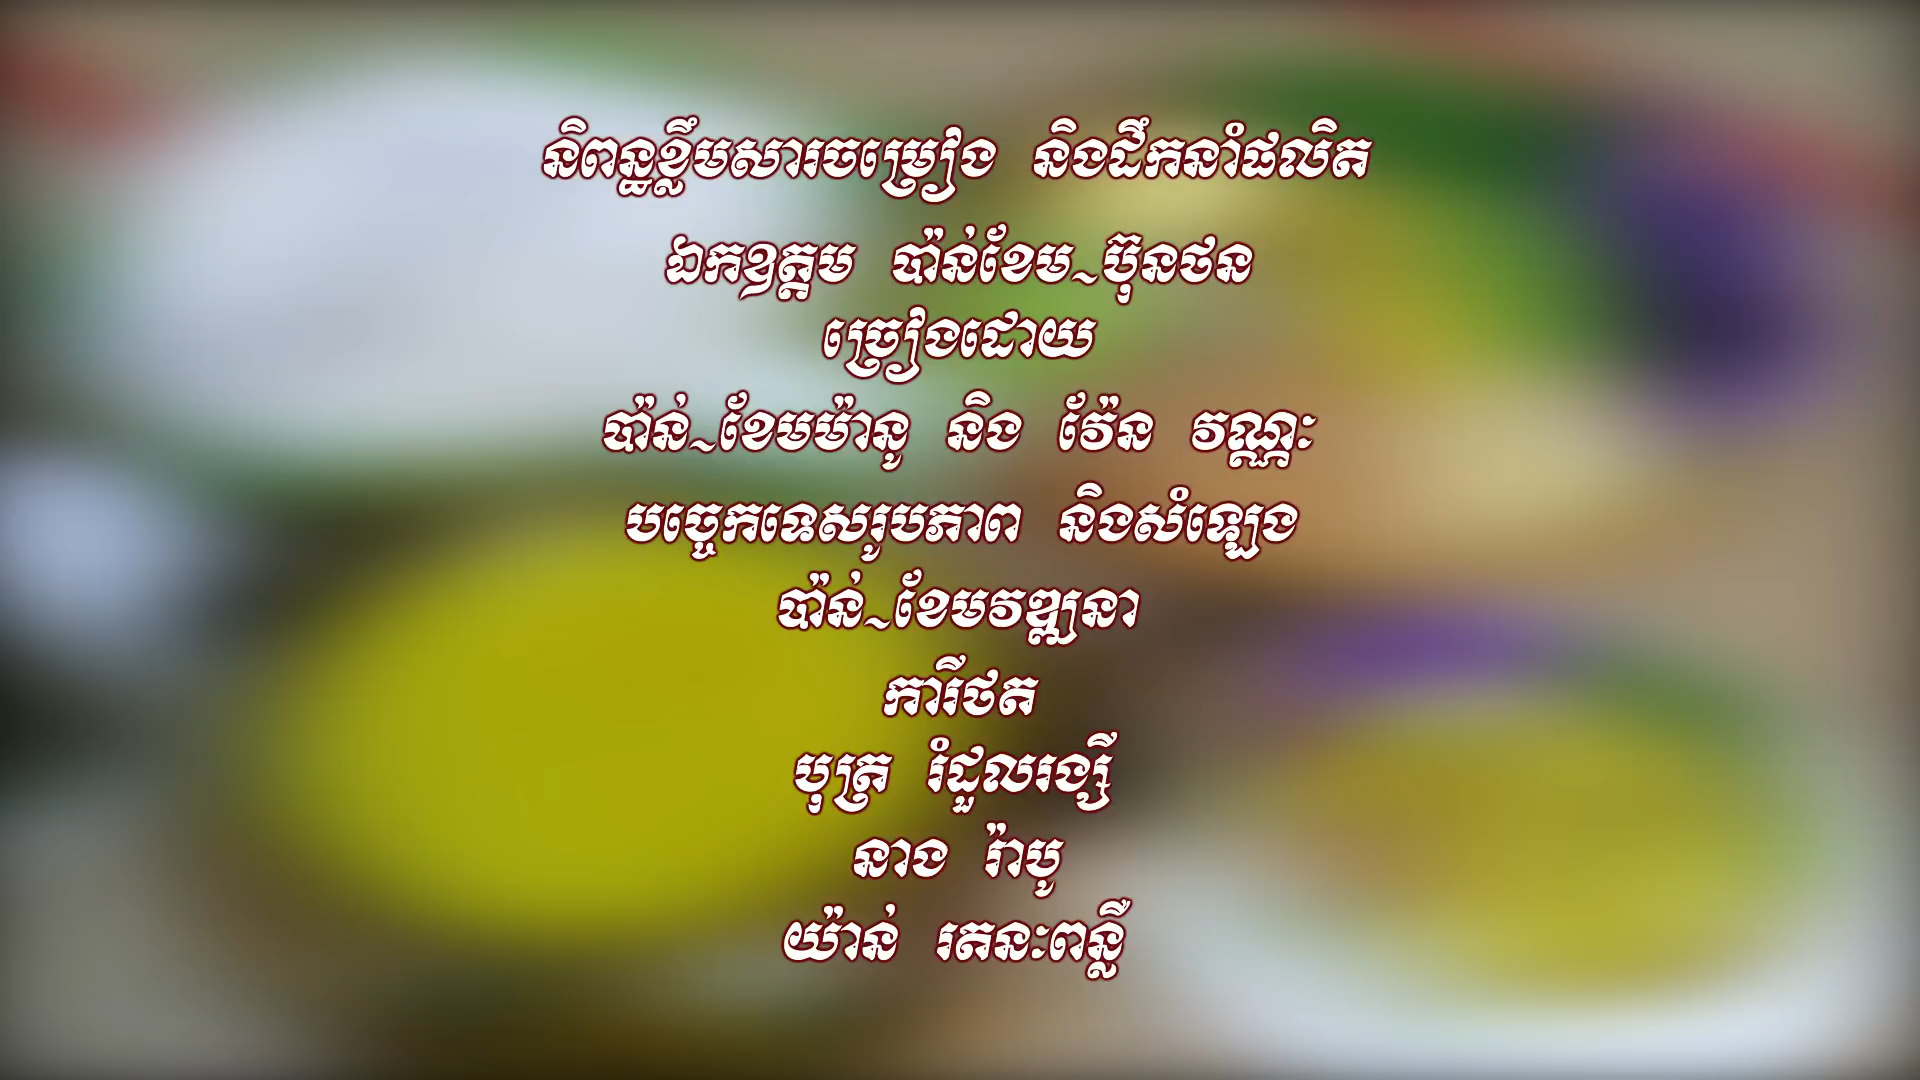 និពន្ធខ្លឹមសារចម្រៀង និងដឹកនាំផលិត
ឯកឧត្តម ប៉ាន់ខែម~ប៊ុនថន
ច្រៀងដោយ
ប៉ាន់~ខែមម៉ានូ និង វ៉ែន វណ្ណៈ
បច្ចេកទេសរូបភាព និងសំឡេង
ប៉ាន់~ខែមវឌ្ឍនា
ការីថត
បុត្រ រំដួលរង្សី
នាង រ៉ាបូ
យ៉ាន់ រតនៈពន្លឺ